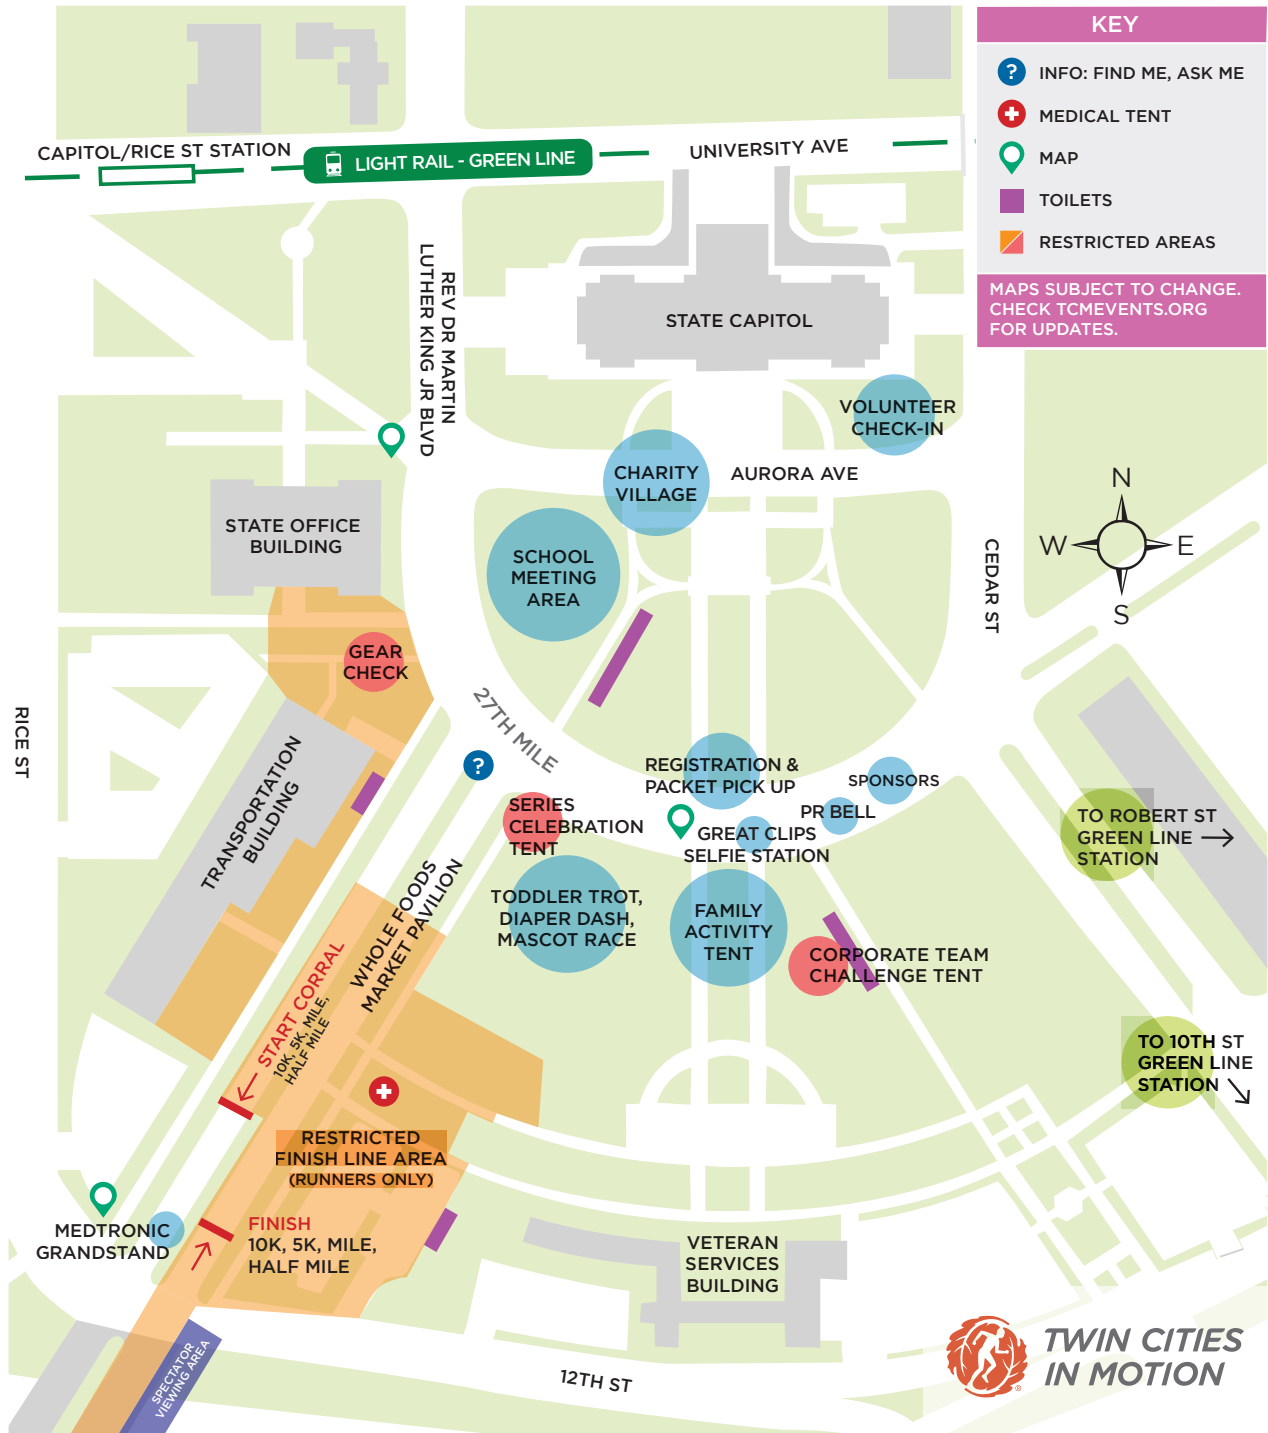 KEY
? INFO: FIND ME, ASK ME
MEDICAL TENT
MAP
TOILETS
RESTRICTED AREAS
MAPS SUBJECT TO CHANGE.
CHECK TCMEVENTS.ORG
FOR UPDATES.
CAPITOL/RICE ST STATION
LIGHT RAIL - GREEN LINE
UNIVERSITY AVE
REV DR MARTIN
LUTHER KING JR BLVD
STATE CAPITOL
VOLUNTEER
CHECK-IN
CHARITY
VILLAGE
AURORA AVE
STATE OFFICE
BUILDING
SCHOOL
MEETING
AREA
CEDAR ST
N
W
E
S
GEAR
CHECK
RICE ST
27TH MILE
?
TRANSPORTATION
BUILDING
REGISTRATION &
PACKET PICK UP
SPONSORS
PR BELL
SERIES
CELEBRATION
TENT
GREAT CLIPS
SELFIE STATION
TO ROBERT ST
GREEN LINE
STATION
WHOLE FOODS
MARKET PAVILION
TODDLER TROT,
DIAPER DASH,
MASCOT RACE
FAMILY
ACTIVITY
TENT
CORPORATE TEAM
CHALLENGE TENT
START CORRAL
10K, 5K, MILE,
HALF MILE
TO 10TH ST
GREEN LINE
STATION
RESTRICTED
FINISH LINE AREA
(RUNNERS ONLY)
MEDTRONIC
GRANDSTAND
FINISH
10K, 5K, MILE,
HALF MILE
VETERAN
SERVICES
BUILDING
SPECTATOR
VIEWING AREA
12TH ST
TWIN CITIES
IN MOTION
®